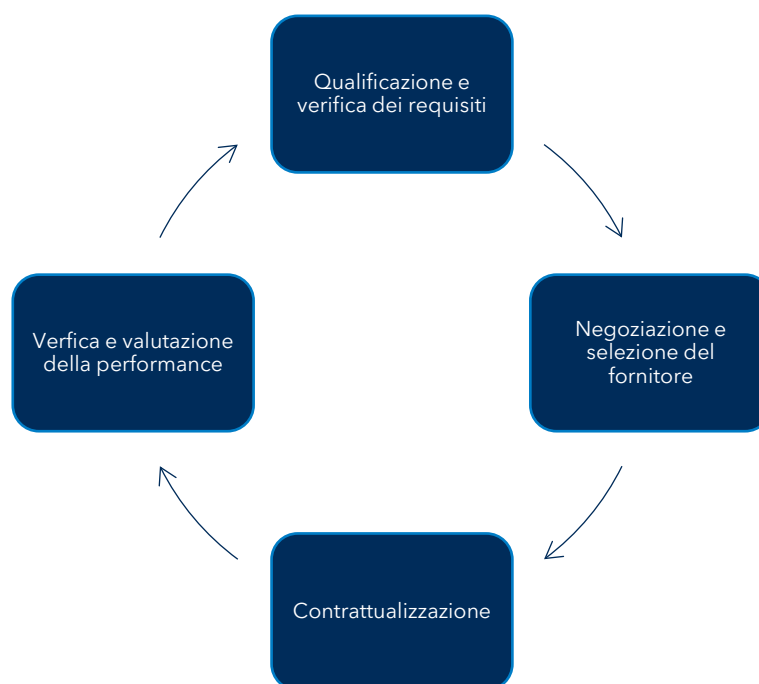 Qualificazione e
verifica dei requisiti
Negoziazione e
selezione del
fornitore
Contrattualizzazione
Verfica e valutazione
della performance